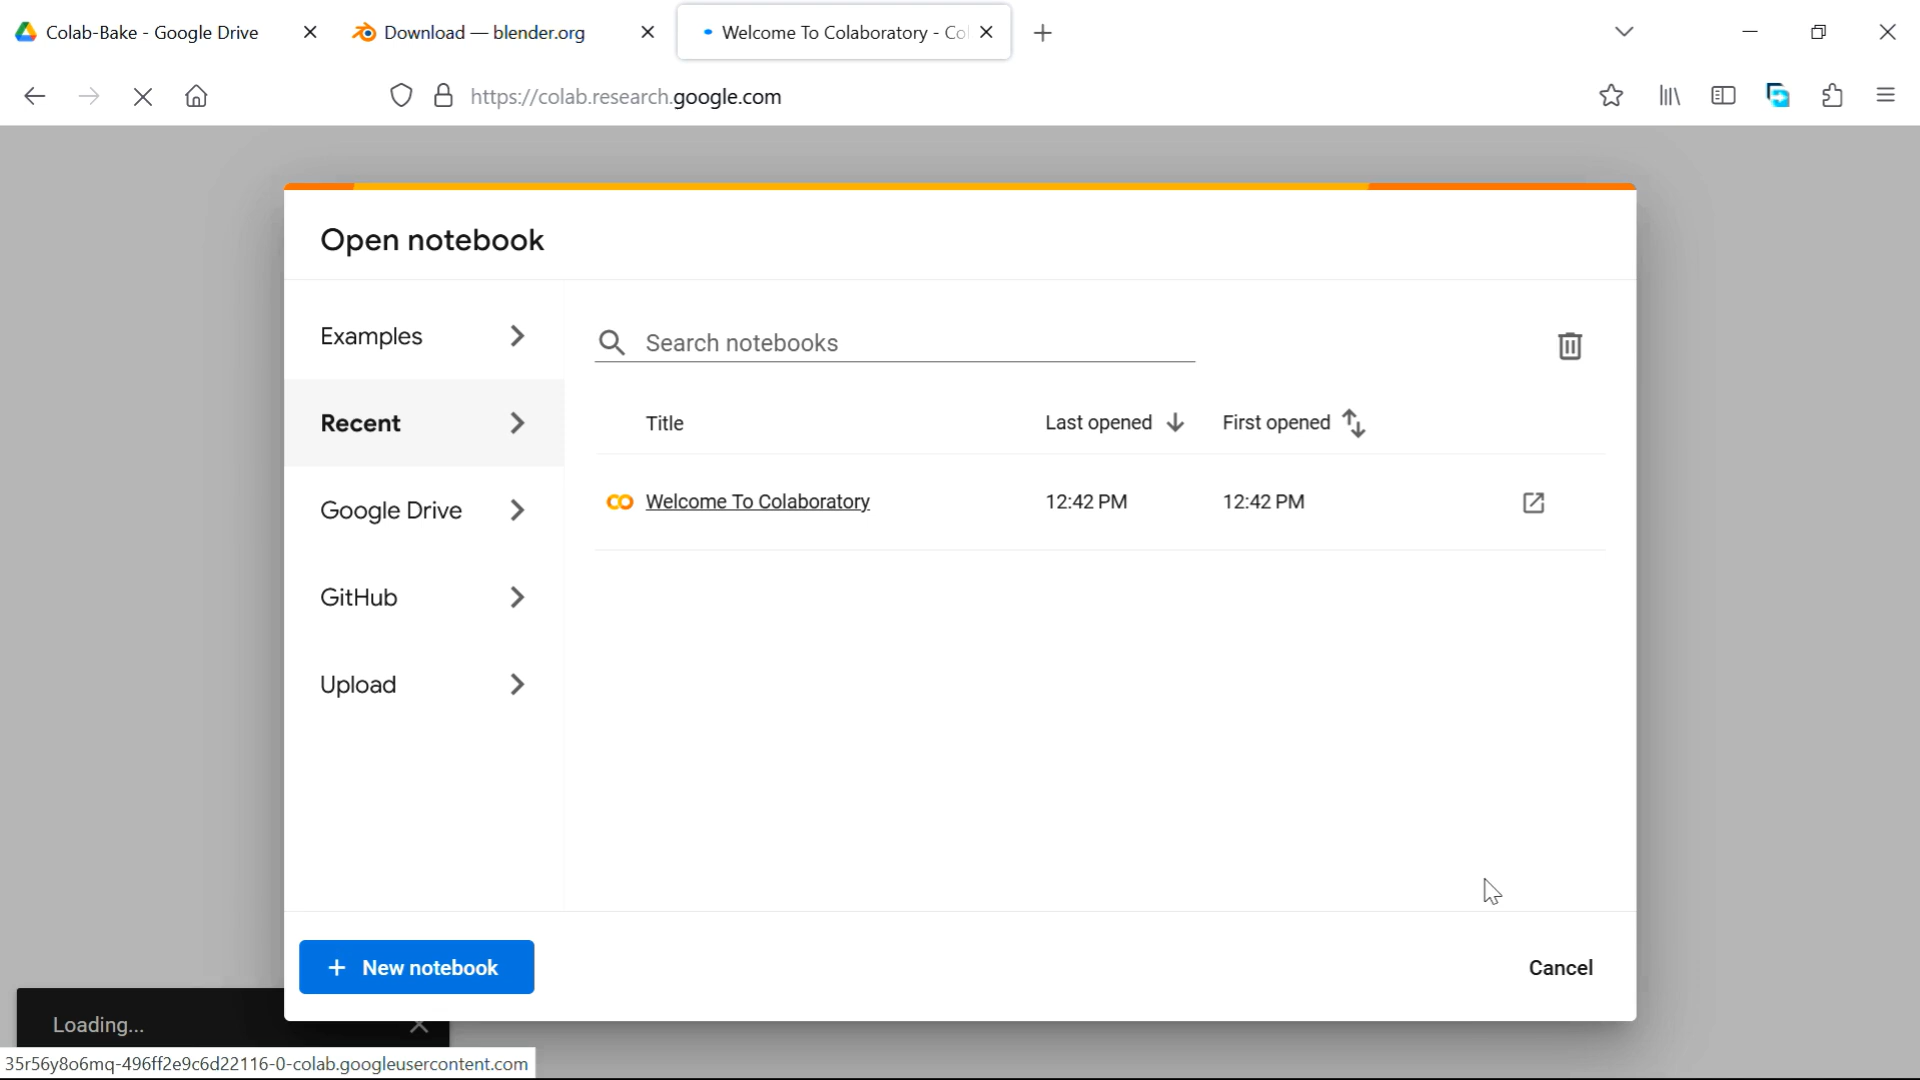 Colab-Bake - Google Drive
Download — blender.org
Welcome To Colaboratory - Co
https://colab.research.google.com
Open notebook
Examples
Search notebooks
Title
Last opened
First opened
Recent
Welcome To Colaboratory
12:42 PM
12:42 PM
Google Drive
GitHub
Upload
+ New notebook
Cancel
Loading...
35r56y8o6mq-496ff2e9c6d22116-0-colab.googleusercontent.com